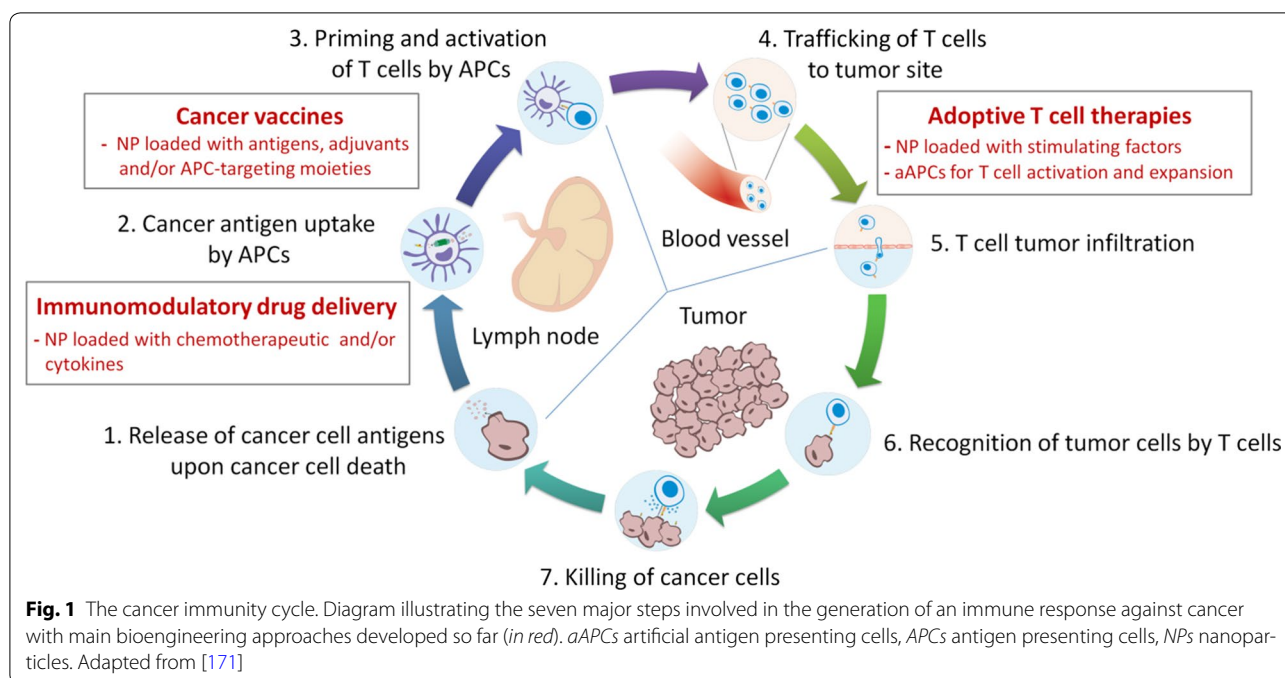 3. Priming and activation
of T cells by APCs
4. Trafficking of T cells
to tumor site
Cancer vaccines
- NP loaded with antigens, adjuvants
and/or APC-targeting moieties
Adoptive T cell therapies
- NP loaded with stimulating factors
- aAPCs for T cell activation and expansion
2. Cancer antigen uptake
by APCs
Blood vessel
5. T cell tumor infiltration
Immunomodulatory drug delivery
- NP loaded with chemotherapeutic and/or
cytokines
Lymph node
Tumor
1. Release of cancer cell antigens
upon cancer cell death
6. Recognition of tumor cells by T cells
7. Killing of cancer cells
Fig. 1 The cancer immunity cycle. Diagram illustrating the seven major steps involved in the generation of an immune response against cancer
with main bioengineering approaches developed so far (in red). aAPCs artificial antigen presenting cells, APCs antigen presenting cells, NPs nanopar-
ticles. Adapted from [171]